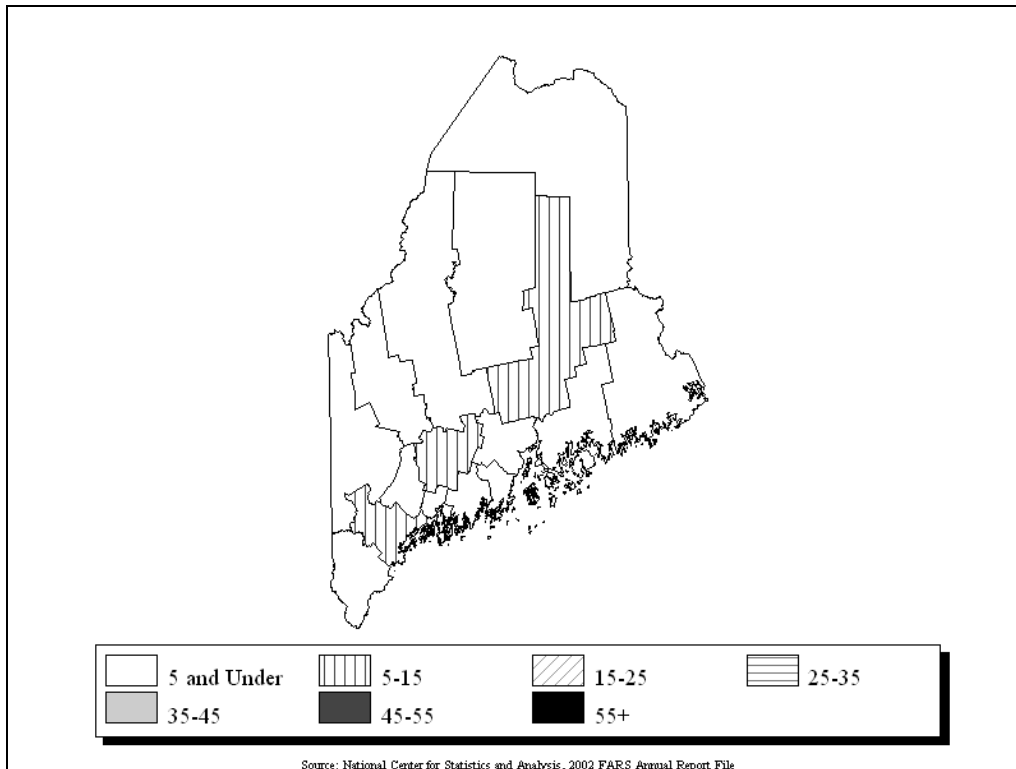 5 and Under 5-15 15-25 25-35
35-45 45-55 55+
Source: National Center for Statistics and Analysis, 2002 FARS Annual Report File